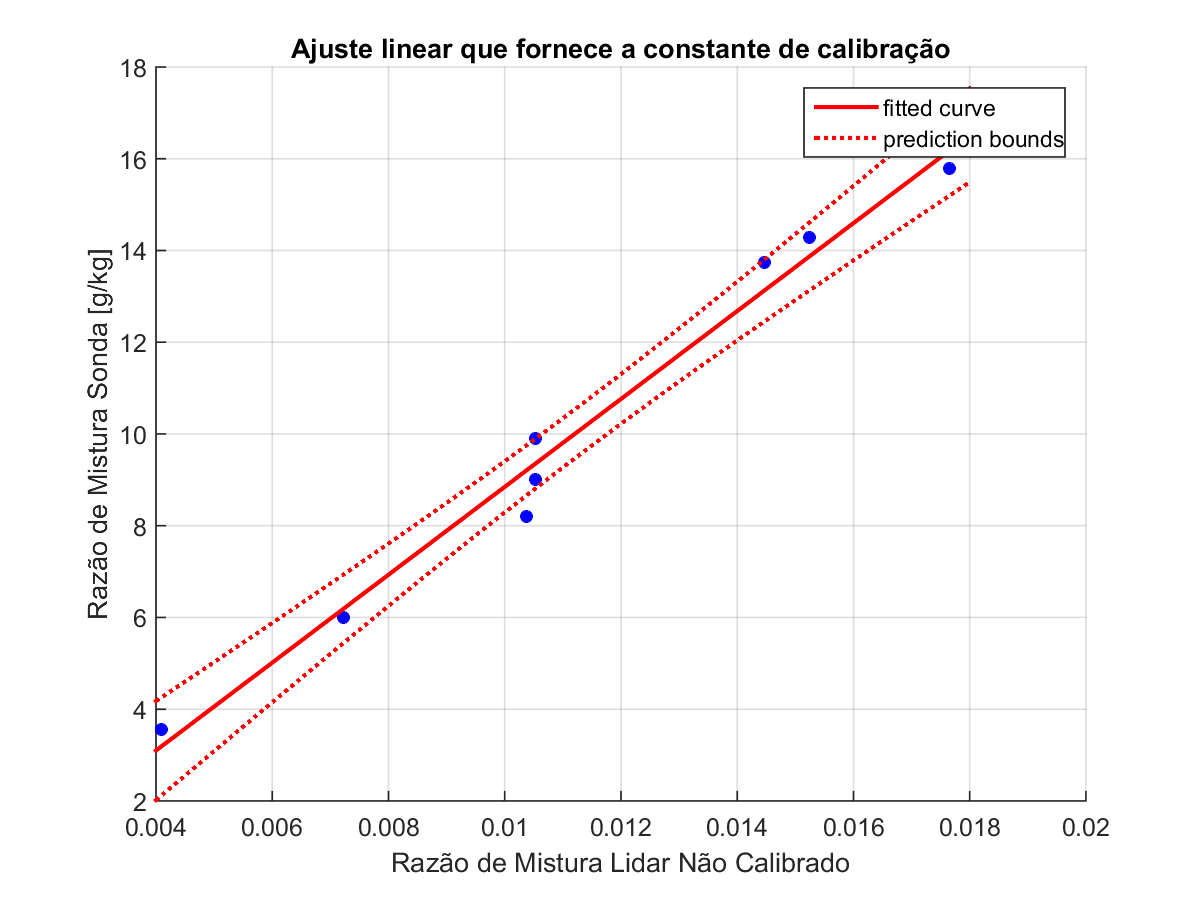 Ajuste linear que fornece a constante de calibração
18
16
14
12
10
8
6
4
2
Razão de Mistura Sonda [g/kg]
fitted curve
prediction bounds
0.004 0.006 0.008 0.01 0.012 0.014 0.016 0.018 0.02
Razão de Mistura Lidar Não Calibrado